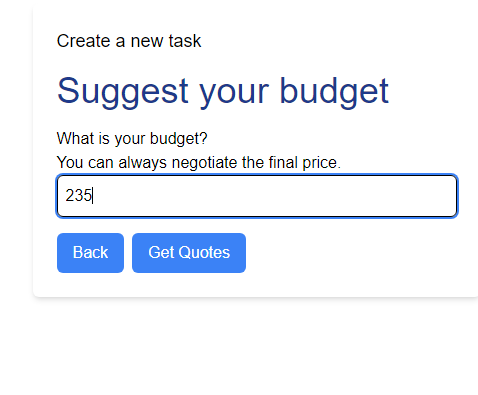 Create a new task
Suggest your budget
What is your budget?
You can always negotiate the final price.
235
Back
Get Quotes